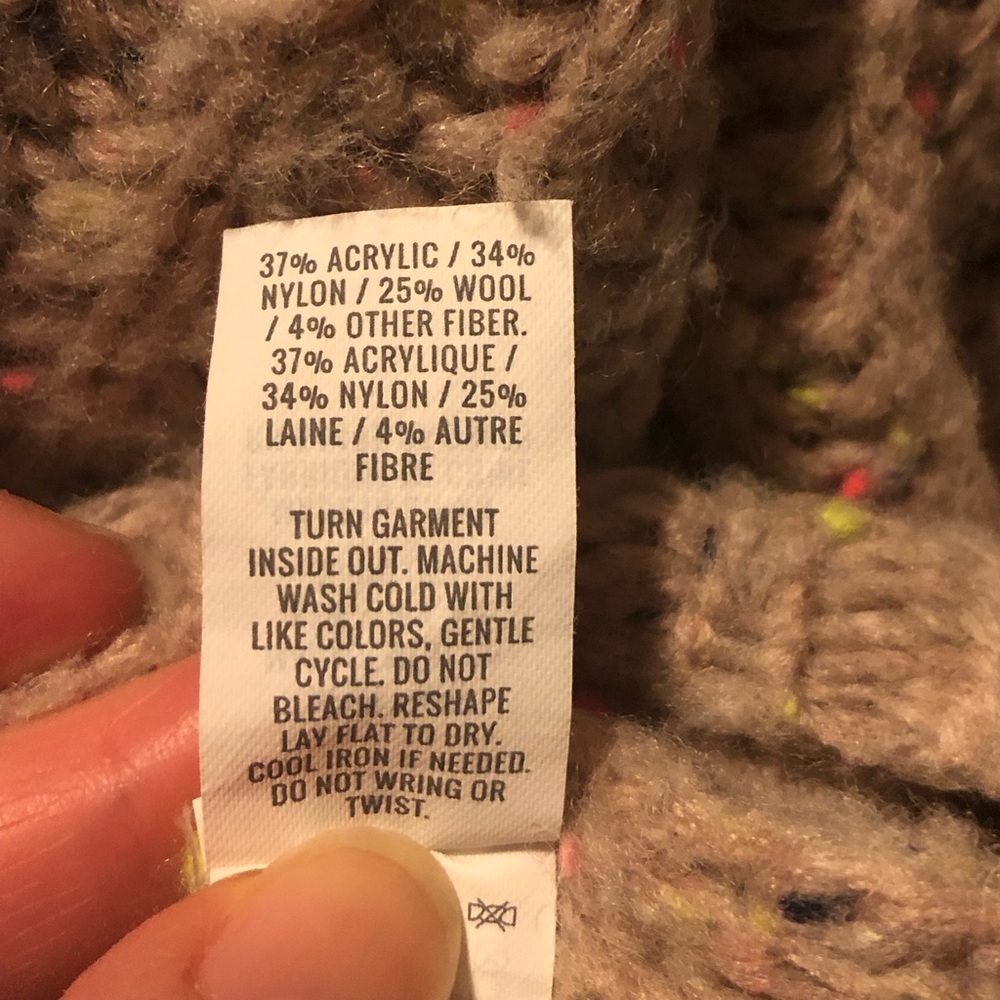 37% ACRYLIC / 34%
NYLON / 25% WOOL
/ 4% OTHER FIBER.
37% ACRYLIQUE /
34% NYLON / 25%
LAINE / 4% AUTRE
FIBRE
TURN GARMENT
INSIDE OUT. MACHINE
WASH COLD WITH
LIKE COLORS, GENTLE
CYCLE. DO NOT
BLEACH. RESHAPE
LAY FLAT TO DRY.
COOL IRON IF NEEDED.
DO NOT WRING OR
TWIST.